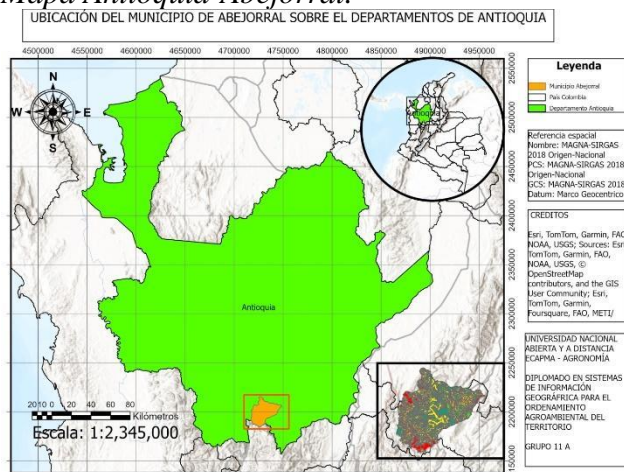 Mapa Antioquia-Abejorral.
UBICACIÓN DEL MUNICIPIO DE ABEJORRAL SOBRE EL DEPARTAMENTOS DE ANTIOQUIA
4500000 4550000 4600000 4650000 4700000 4750000 4800000 4850000 4900000 4950000
N
W E
S
Antioquia
2550000
2500000
2450000
2400000
2350000
2300000
2250000
2200000
2150000
Antioquia
20 10 0 20 40 60 80
Kilómetros
Escala: 1:2,345,000
Leyenda
Municipio Abejorral
País Colombia
Departamento Antioquia
Referencia espacial
Nombre: MAGNA-SIRGAS
2018 Origen-Nacional
PCS: MAGNA-SIRGAS 2018
Origen-Nacional
GCS: MAGNA-SIRGAS 2018
Datum: Marco Geocentrico
CREDITOS
Esri, TomTom, Garmin, FAO,
NOAA, USGS; Sources: Esri,
TomTom, Garmin, FAO,
NOAA, USGS, ©
OpenStreetMap
contributors, and the GIS
User Community; Esri,
TomTom, Garmin,
Foursquare, FAO, METI/
UNIVERSIDAD NACIONAL
ABIERTA Y A DISTANCIA
ECAPMA - AGRONOMÍA
DIPLOMADO EN SISTEMAS
DE INFORMACIÓN
GEOGRÁFRICA PARA EL
ORDENAMIENTO
AGROAMBIENTAL DEL
TERRITORIO
GRUPO 11 A